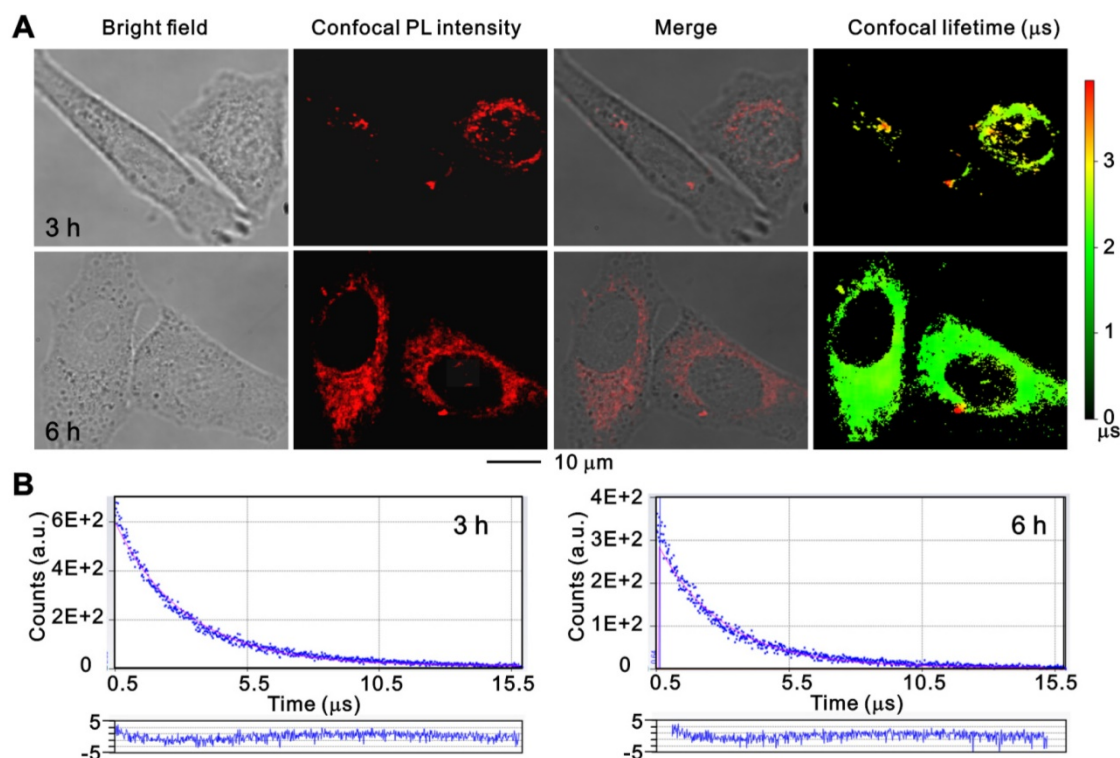 A
Bright field
Confocal PL intensity
Merge
Confocal lifetime (μs)
3 h
6 h
3
2
1
0
μs
10 μm
B
Counts (a.u.)
6E+2
4E+2
2E+2
0
3 h
0.5
5.5
10.5
15.5
Time (μs)
5
-5
Counts (a.u.)
4E+2
3E+2
2E+2
1E+2
0
6 h
0.5
5.5
10.5
15.5
Time (μs)
5
-5